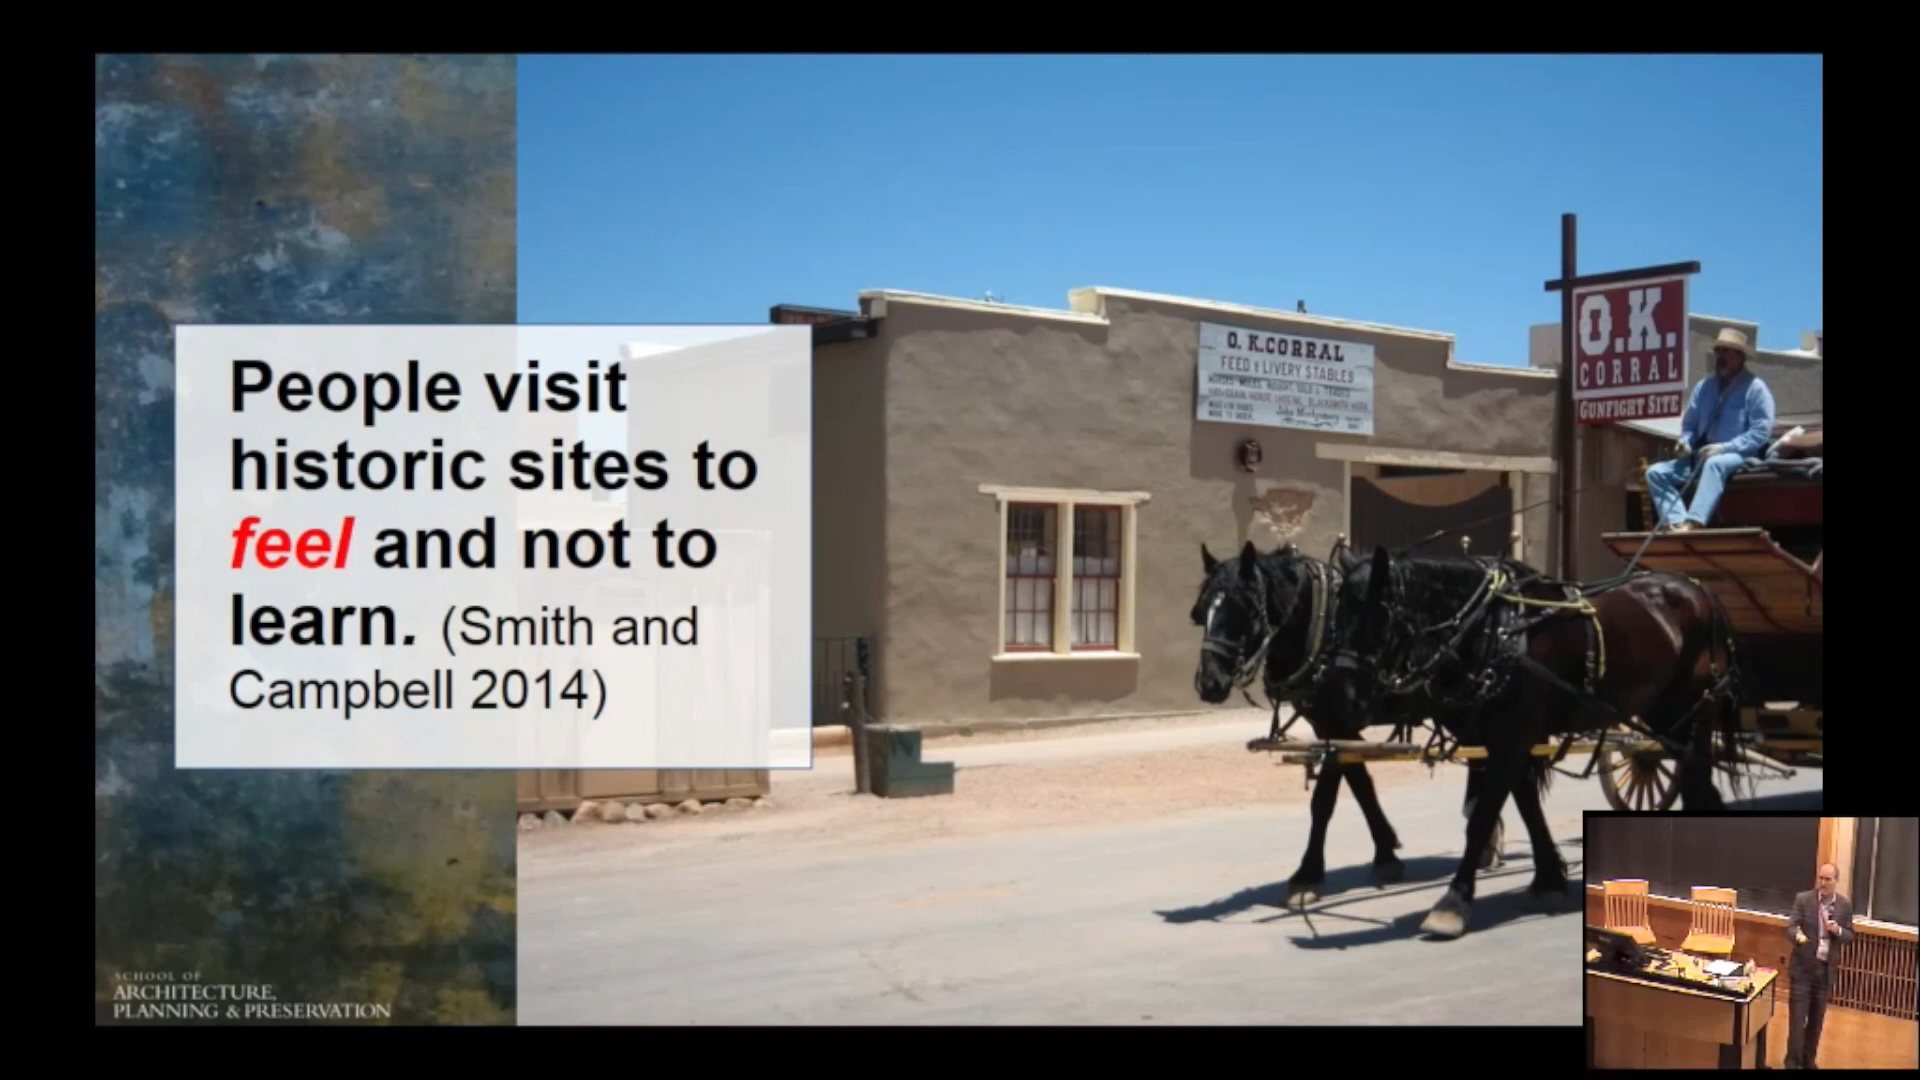 People visit
historic sites to
feel and not to
learn. (Smith and
Campbell 2014)
O. K. CORRAL
FEED & LIVERY STABLES
O.K.
CORRAL
GUNFIGHT SITE
SCHOOL OF
ARCHITECTURE,
PLANNING & PRESERVATION